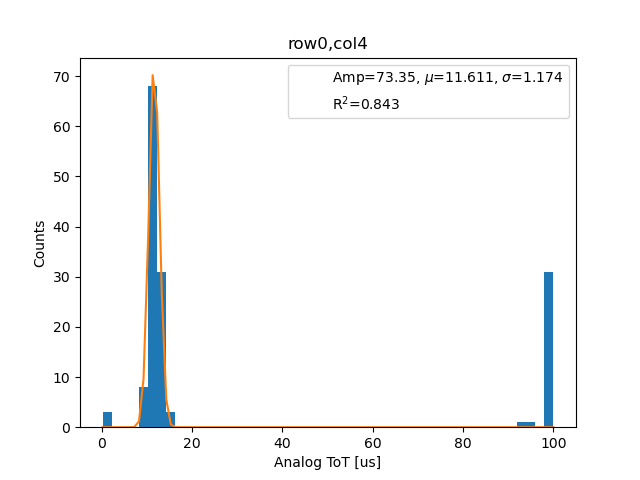 row0,col4
Amp=73.35, μ=11.611, σ=1.174
R²=0.843
70
60
50
40
30
20
10
0
Counts
0 20 40 60 80 100
Analog ToT [us]